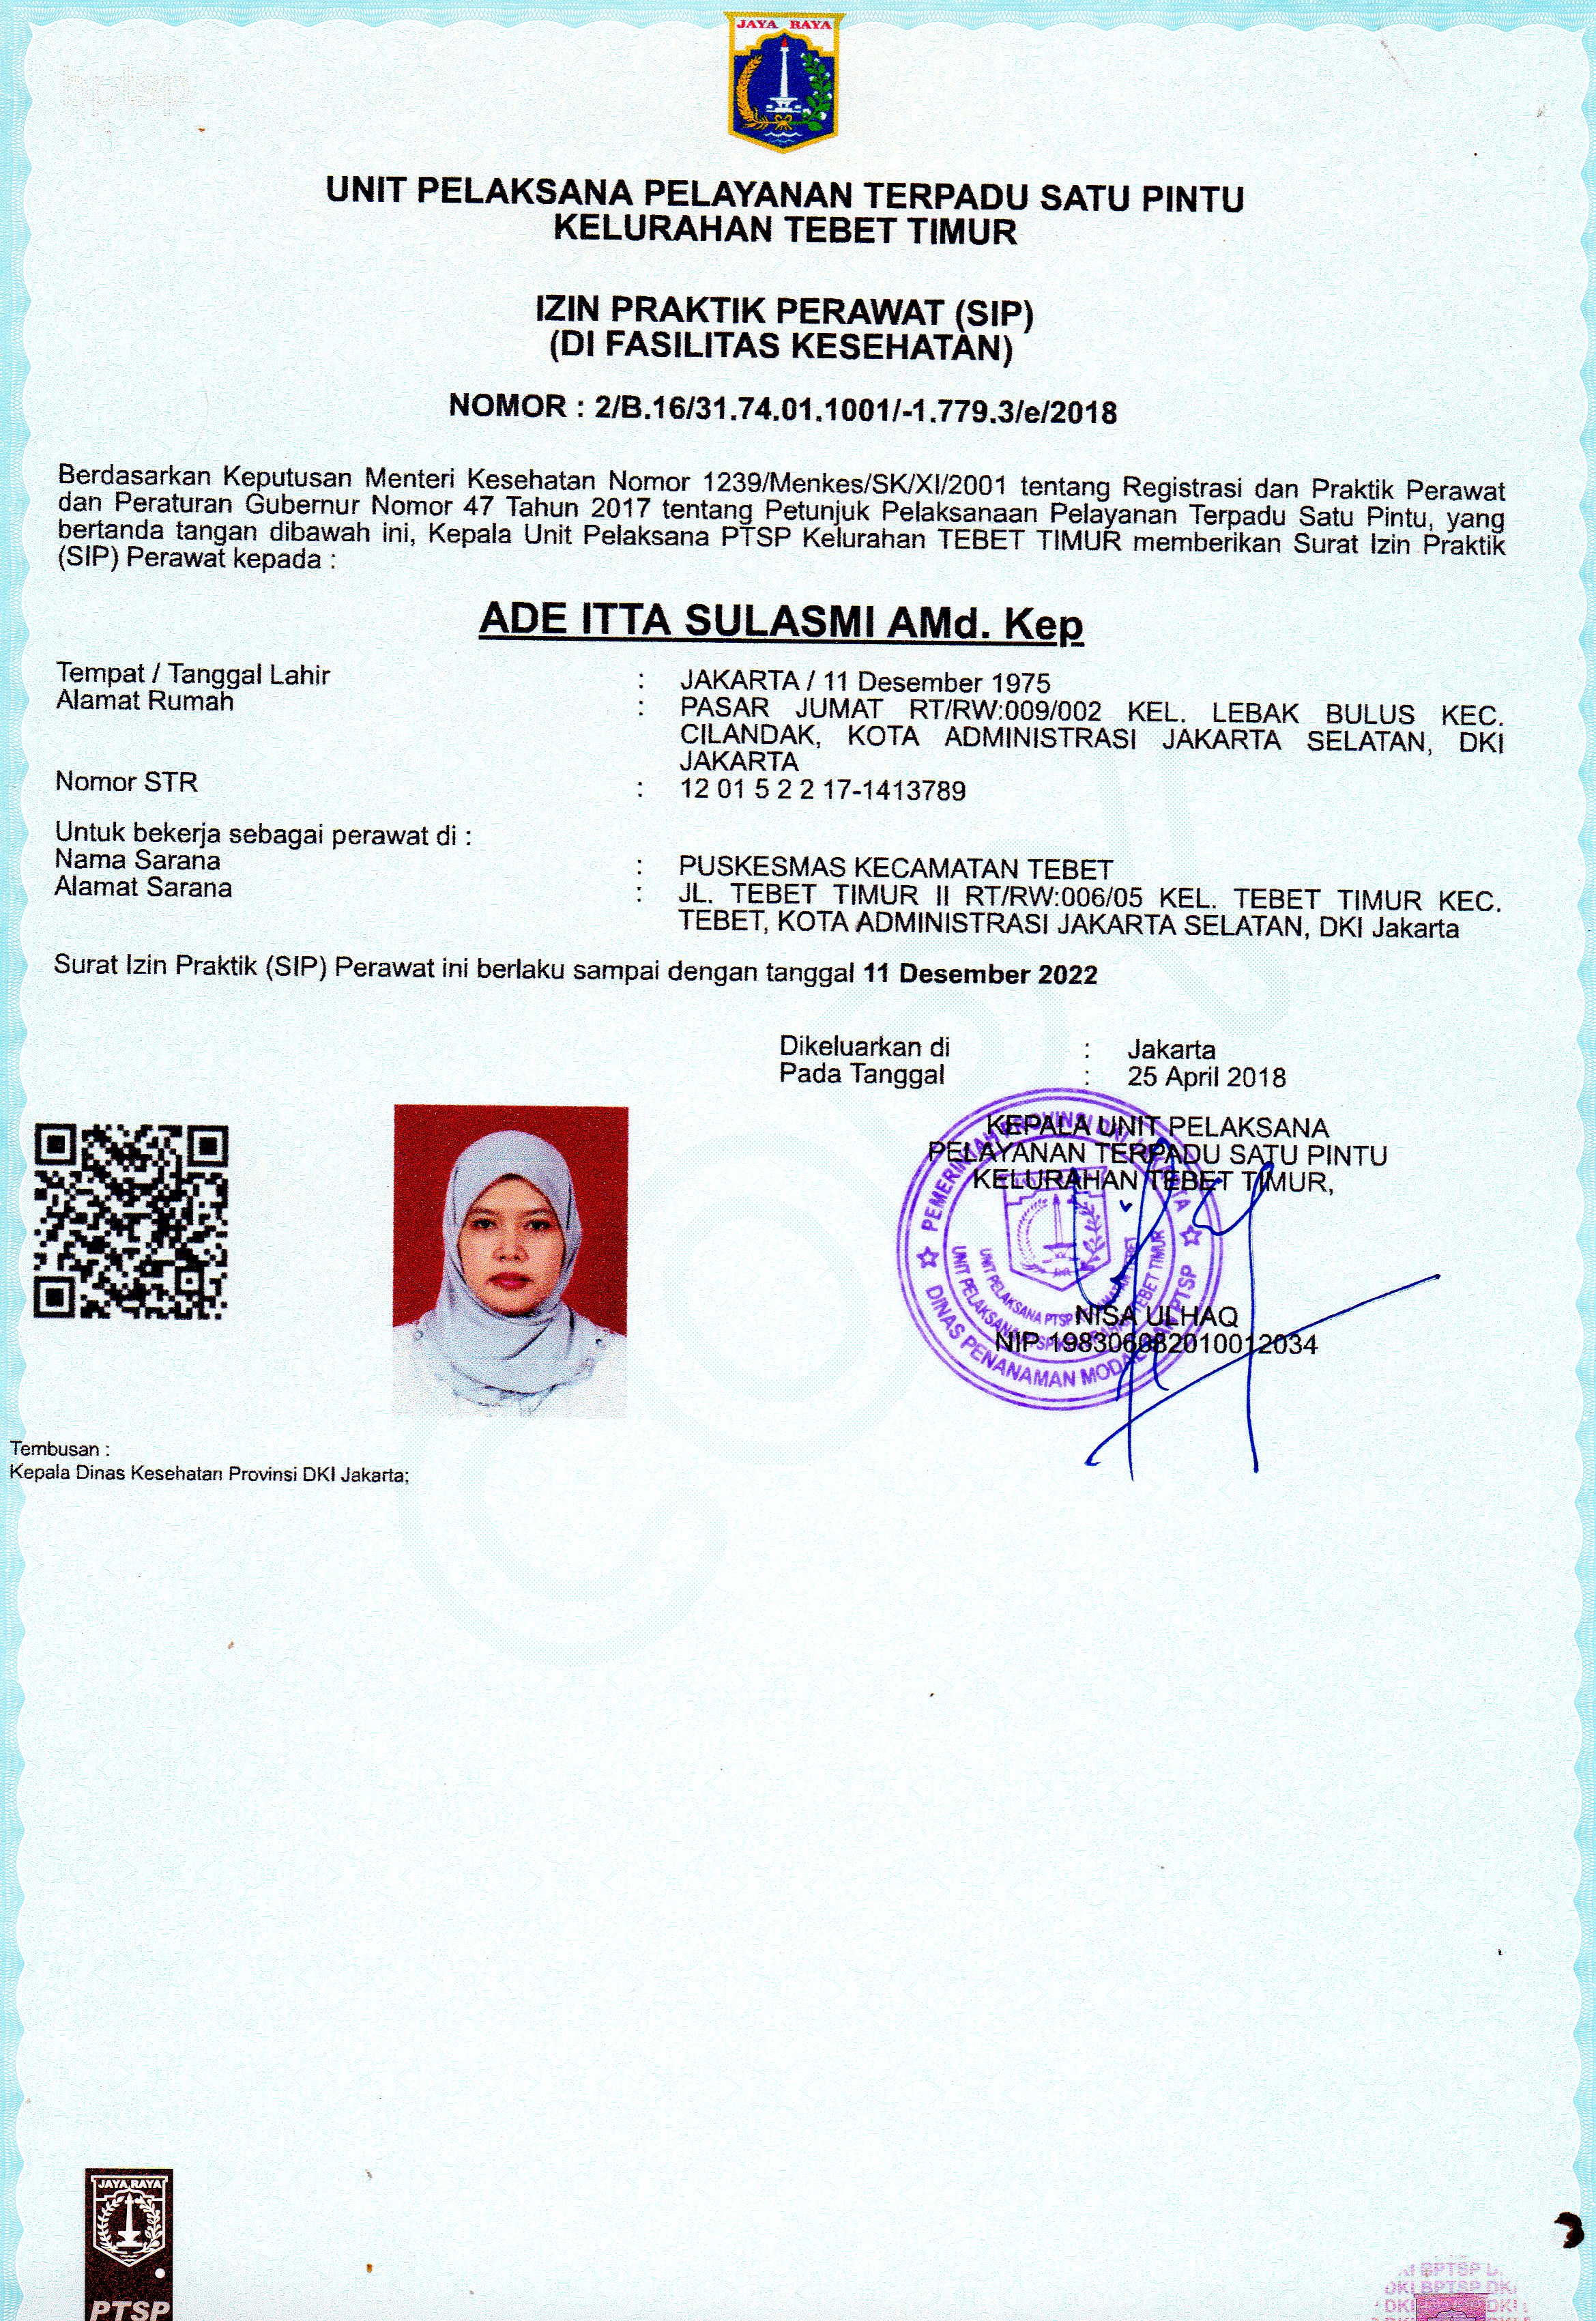 JAYA RAYA
bptsp
UNIT PELAKSANA PELAYANAN TERPADU SATU PINTU
KELURAHAN TEBET TIMUR
IZIN PRAKTIK PERAWAT (SIP)
(DI FASILITAS KESEHATAN)
NOMOR : 2/B.16/31.74.01.1001/-1.779.3/e/2018
Berdasarkan Keputusan Menteri Kesehatan Nomor 1239/Menkes/SK/XI/2001 tentang Registrasi dan Praktik Perawat
dan Peraturan Gubernur Nomor 47 Tahun 2017 tentang Petunjuk Pelaksanaan Pelayanan Terpadu Satu Pintu, yang
bertanda tangan dibawah ini, Kepala Unit Pelaksana PTSP Kelurahan TEBET TIMUR memberikan Surat Izin Praktik
(SIP) Perawat kepada :
ADE ITTA SULASMI AMd. Kep
Tempat / Tanggal Lahir : JAKARTA / 11 Desember 1975
Alamat Rumah : PASAR JUMAT RT/RW:009/002 KEL. LEBAK BULUS KEC.
CILANDAK, KOTA ADMINISTRASI JAKARTA SELATAN, DKI
JAKARTA
Nomor STR : 12 01 5 2 2 17-1413789
Untuk bekerja sebagai perawat di :
Nama Sarana : PUSKESMAS KECAMATAN TEBET
Alamat Sarana : JL. TEBET TIMUR II RT/RW:006/05 KEL. TEBET TIMUR KEC.
TEBET, KOTA ADMINISTRASI JAKARTA SELATAN, DKI Jakarta
Surat Izin Praktik (SIP) Perawat ini berlaku sampai dengan tanggal 11 Desember 2022
Dikeluarkan di : Jakarta
Pada Tanggal : 25 April 2018
KEPALA UNIT PELAKSANA
PELAYANAN TERPADU SATU PINTU
KELURAHAN TEBET TIMUR,
PEMERINTAH PROVINSI DKI JAKARTA
DINAS PENANAMAN MODAL DAN PTSP
NISA ULHAQ
NIP 198306082010012034
Tembusan :
Kepala Dinas Kesehatan Provinsi DKI Jakarta;
JAYA RAYA
PTSP
BPTSP
DKI BPTSP DKI
DKI